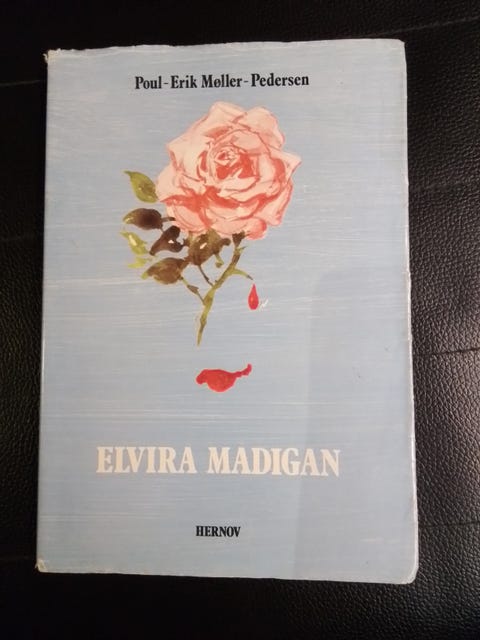 Poul-Erik Møller-Pedersen
ELVIRA MADIGAN
HERNOV